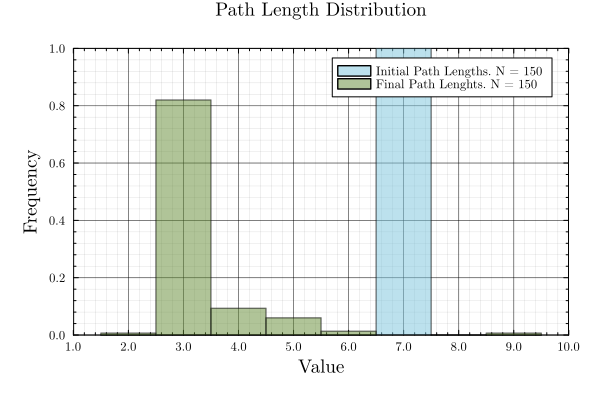 Path Length Distribution
Initial Path Lengths. N = 150
Final Path Lenghts. N = 150
Frequency
1.0
0.8
0.6
0.4
0.2
0.0
1.0 2.0 3.0 4.0 5.0 6.0 7.0 8.0 9.0 10.0
Value